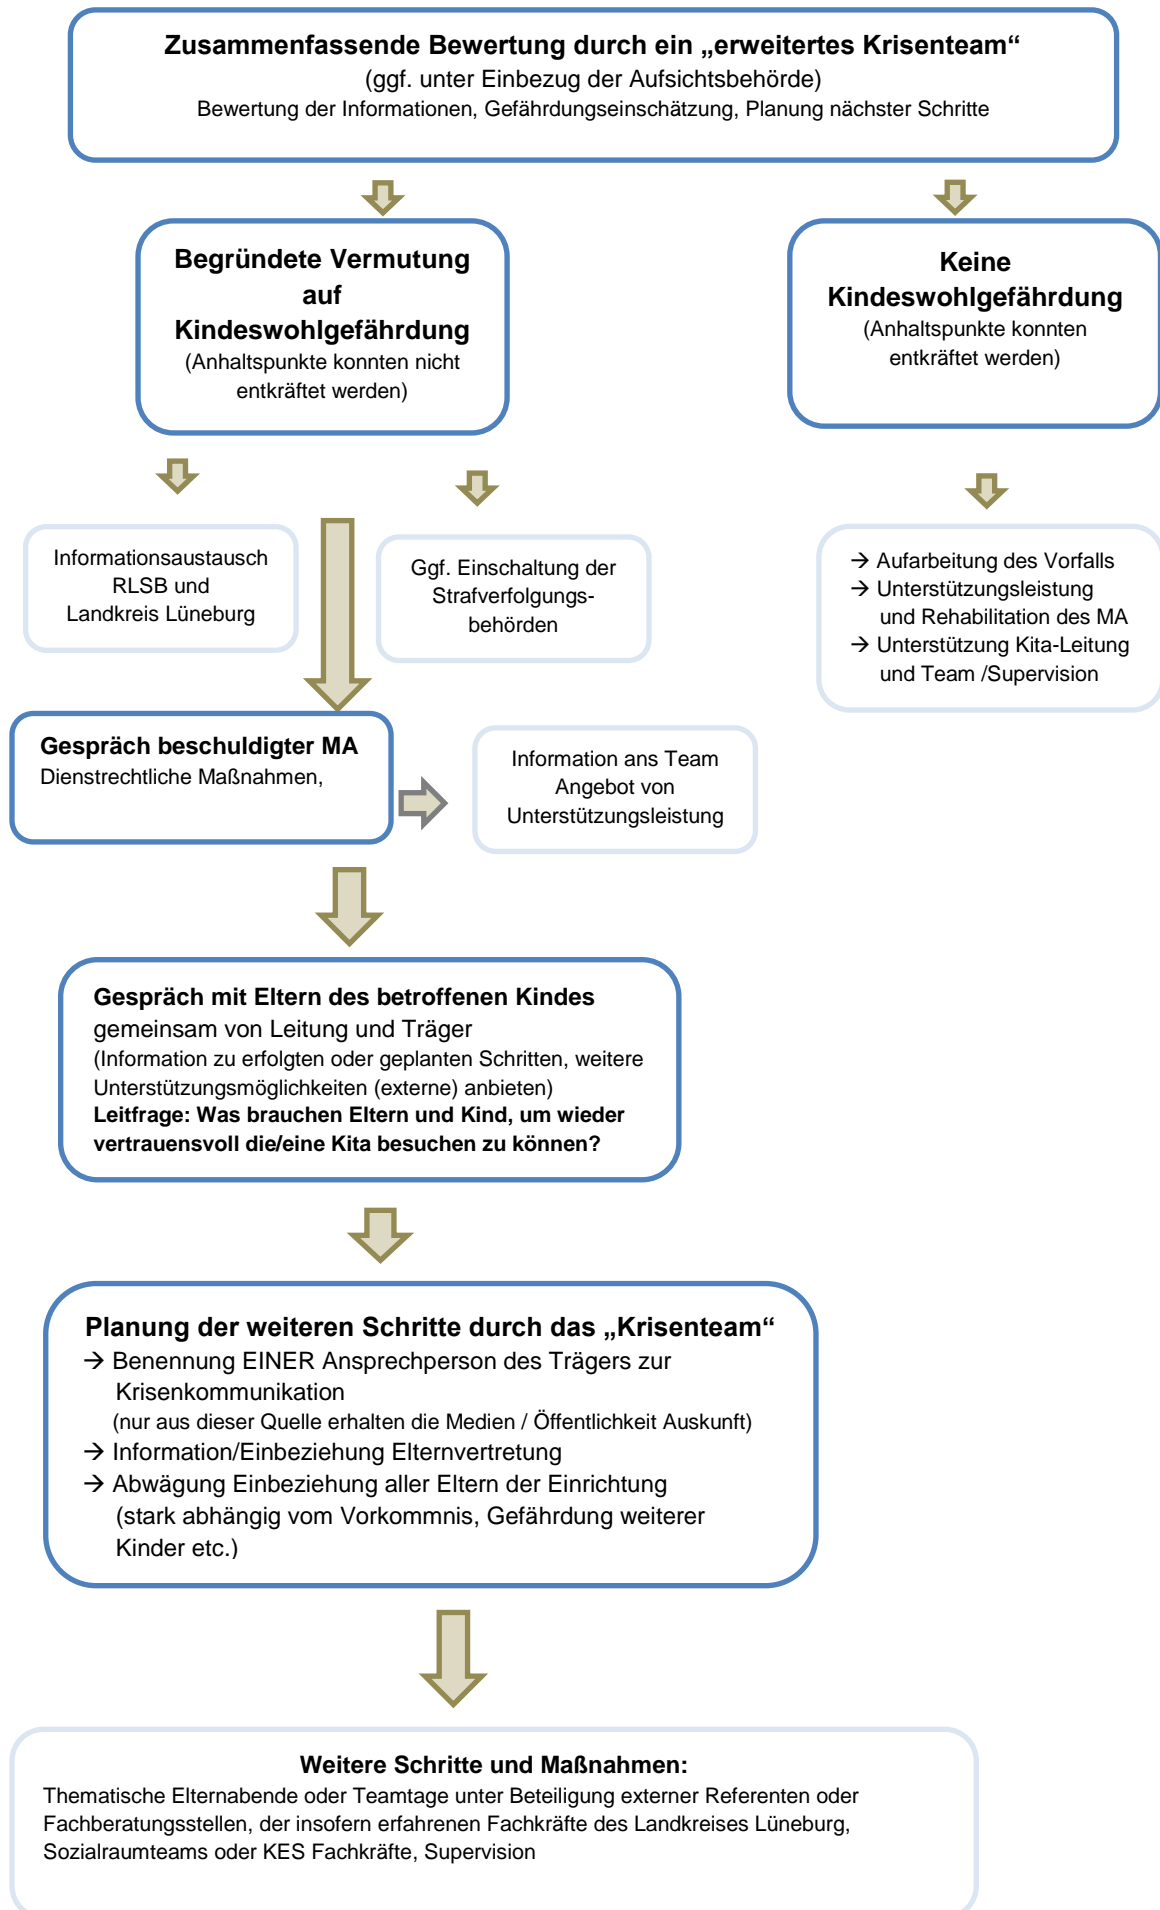 Zusammenfassende Bewertung durch ein „erweitertes Krisenteam“
(ggf. unter Einbezug der Aufsichtsbehörde)
Bewertung der Informationen, Gefährdungseinschätzung, Planung nächster Schritte
Begründete Vermutung
auf
Kindeswohlgefährdung
(Anhaltspunkte konnten nicht
entkräftet werden)
Keine
Kindeswohlgefährdung
(Anhaltspunkte konnten
entkräftet werden)
Informationsaustausch
RLSB und
Landkreis Lüneburg
Ggf. Einschaltung der
Strafverfolgungs-
behörden
→ Aufarbeitung des Vorfalls
→ Unterstützungsleistung
und Rehabilitation des MA
→ Unterstützung Kita-Leitung
und Team /Supervision
Gespräch beschuldigter MA
Dienstrechtliche Maßnahmen,
Information ans Team
Angebot von
Unterstützungsleistung
Gespräch mit Eltern des betroffenen Kindes
gemeinsam von Leitung und Träger
(Information zu erfolgten oder geplanten Schritten, weitere
Unterstützungsmöglichkeiten (externe) anbieten)
Leitfrage: Was brauchen Eltern und Kind, um wieder
vertrauensvoll die/eine Kita besuchen zu können?
Planung der weiteren Schritte durch das „Krisenteam“
→ Benennung EINER Ansprechperson des Trägers zur
Krisenkommunikation
(nur aus dieser Quelle erhalten die Medien / Öffentlichkeit Auskunft)
→ Information/Einbeziehung Elternvertretung
→ Abwägung Einbeziehung aller Eltern der Einrichtung
(stark abhängig vom Vorkommnis, Gefährdung weiterer
Kinder etc.)
Weitere Schritte und Maßnahmen:
Thematische Elternabende oder Teamtage unter Beteiligung externer Referenten oder
Fachberatungsstellen, der insofern erfahrenen Fachkräfte des Landkreises Lüneburg,
Sozialraumteams oder KES Fachkräfte, Supervision